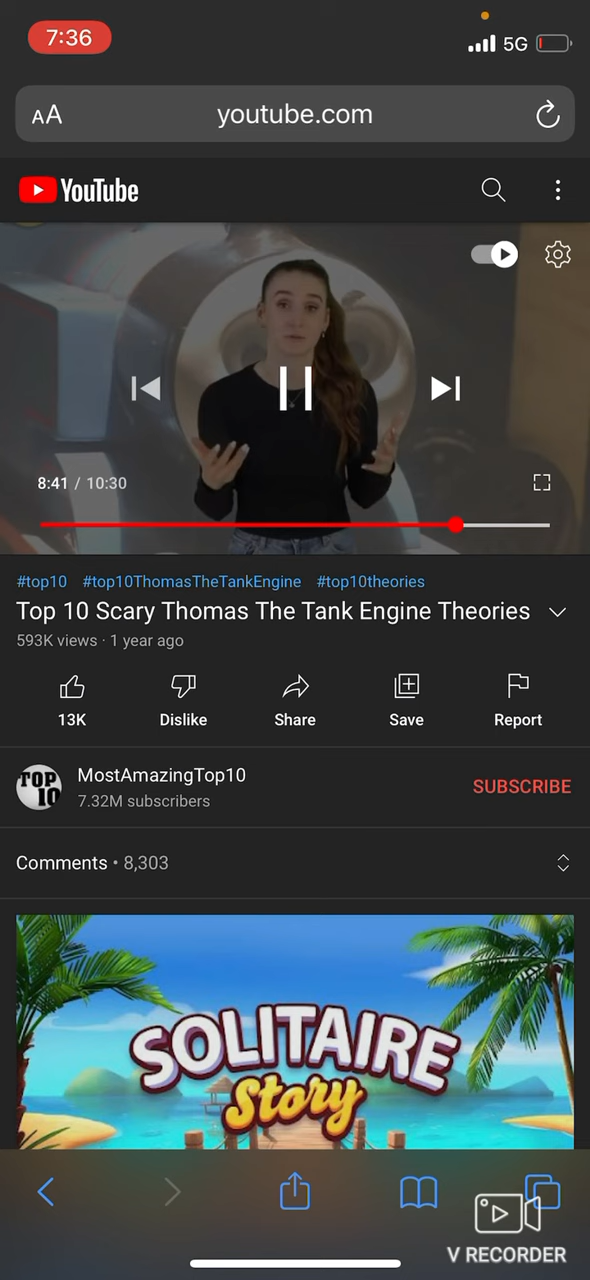 7:36
5G
AA
youtube.com
YouTube
8:41 / 10:30
#top10 #top10ThomasTheTankEngine #top10theories
Top 10 Scary Thomas The Tank Engine Theories
593K views · 1 year ago
13K
Dislike
Share
Save
Report
TOP
10
MostAmazingTop10
7.32M subscribers
SUBSCRIBE
Comments • 8,303
SOLITAIRE
Story
V RECORDER